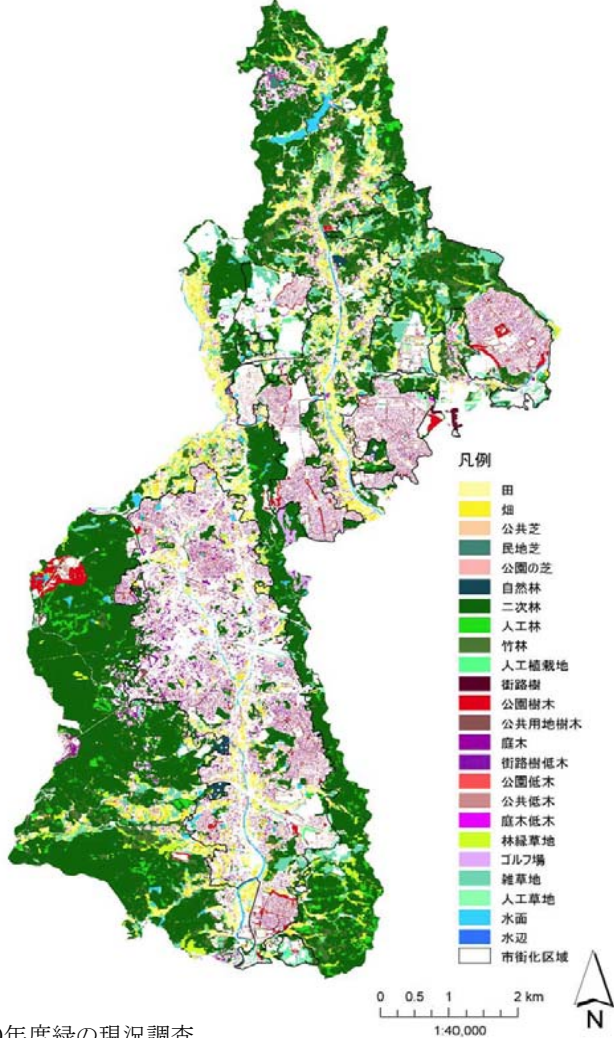 凡例
田
畑
公共芝
民地芝
公園の芝
自然林
二次林
人工林
竹林
人工植栽地
街路樹
公園樹木
公共用地樹木
庭木
街路樹低木
公園低木
公共低木
庭木低木
林縁草地
ゴルフ場
雑草地
人工草地
水面
水辺
市街化区域
0 0.5 1 2 km
1:40,000
N
年度緑の現況調査